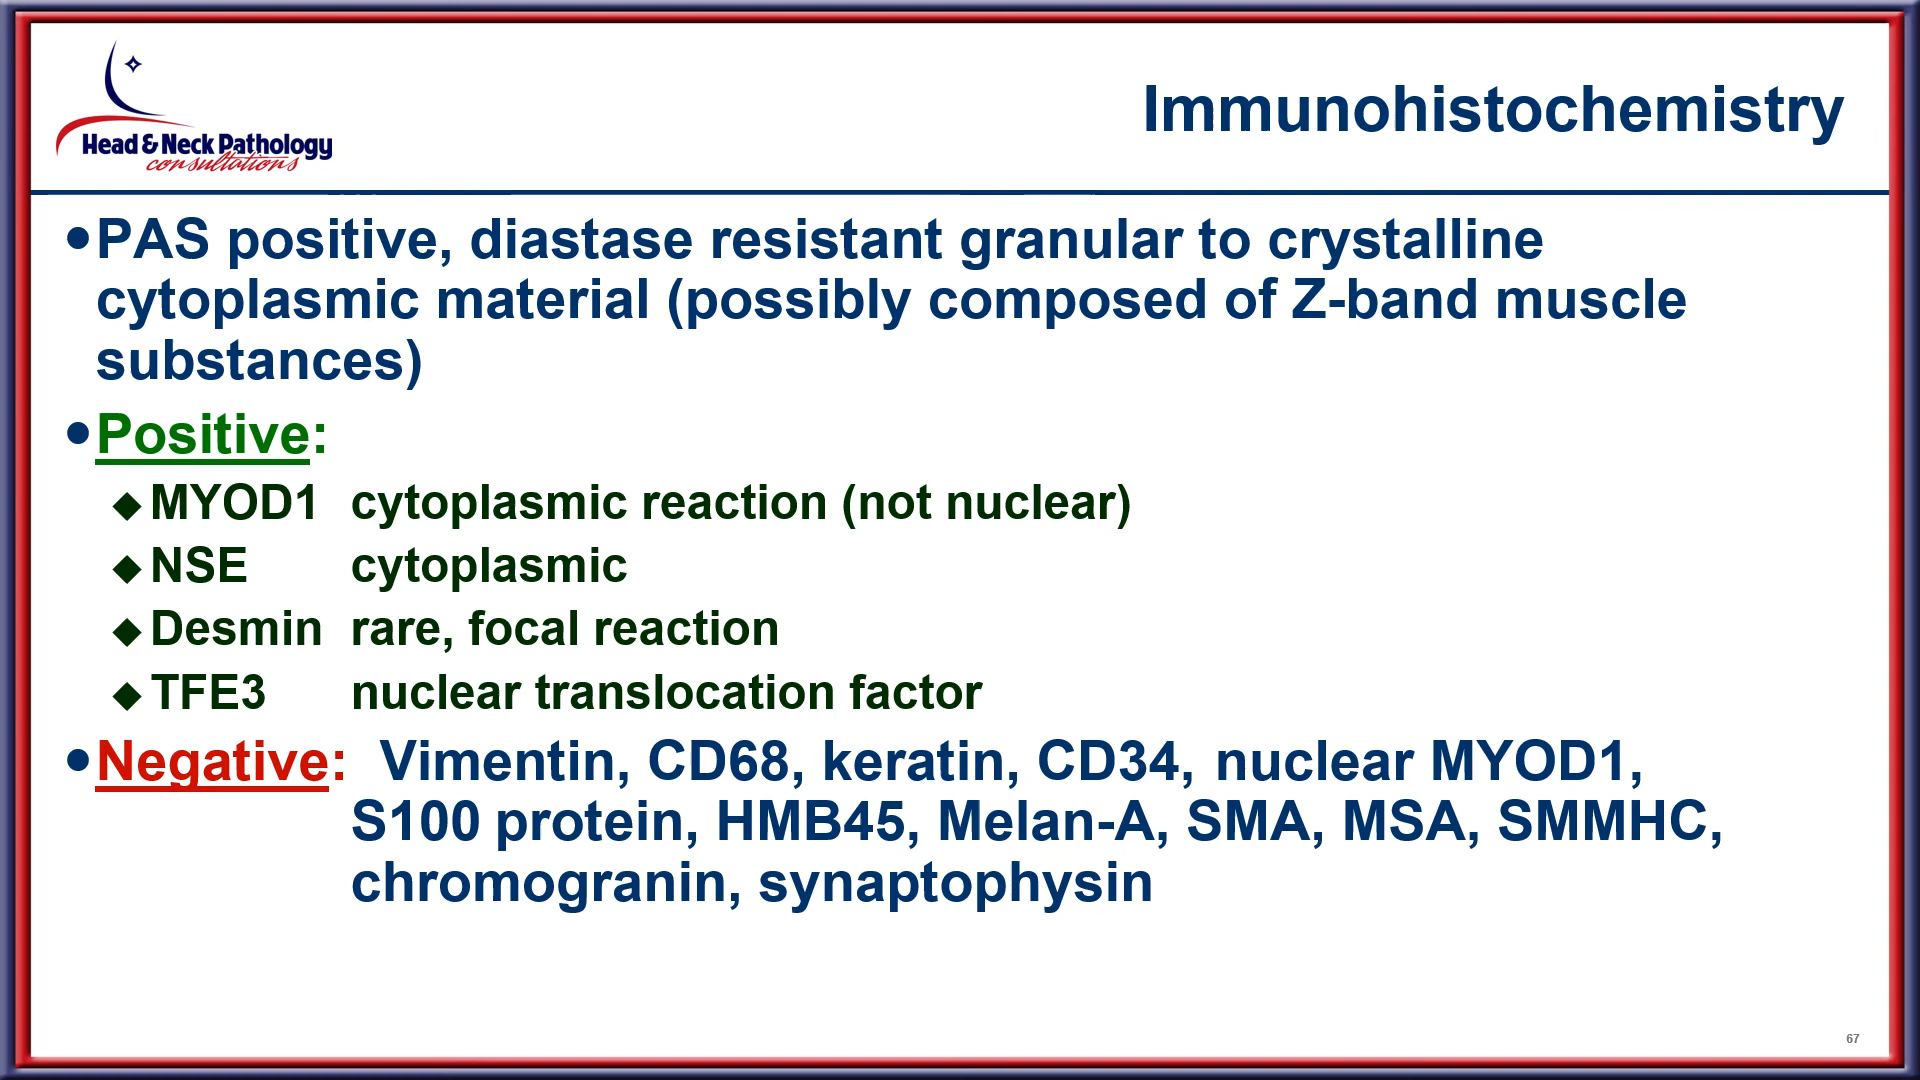 Head & Neck Pathology
consultations
Immunohistochemistry
•PAS positive, diastase resistant granular to crystalline
cytoplasmic material (possibly composed of Z-band muscle
substances)
•Positive:
◆MYOD1 cytoplasmic reaction (not nuclear)
◆NSE cytoplasmic
◆Desmin rare, focal reaction
◆TFE3 nuclear translocation factor
•Negative: Vimentin, CD68, keratin, CD34, nuclear MYOD1,
S100 protein, HMB45, Melan-A, SMA, MSA, SMMHC,
chromogranin, synaptophysin
67